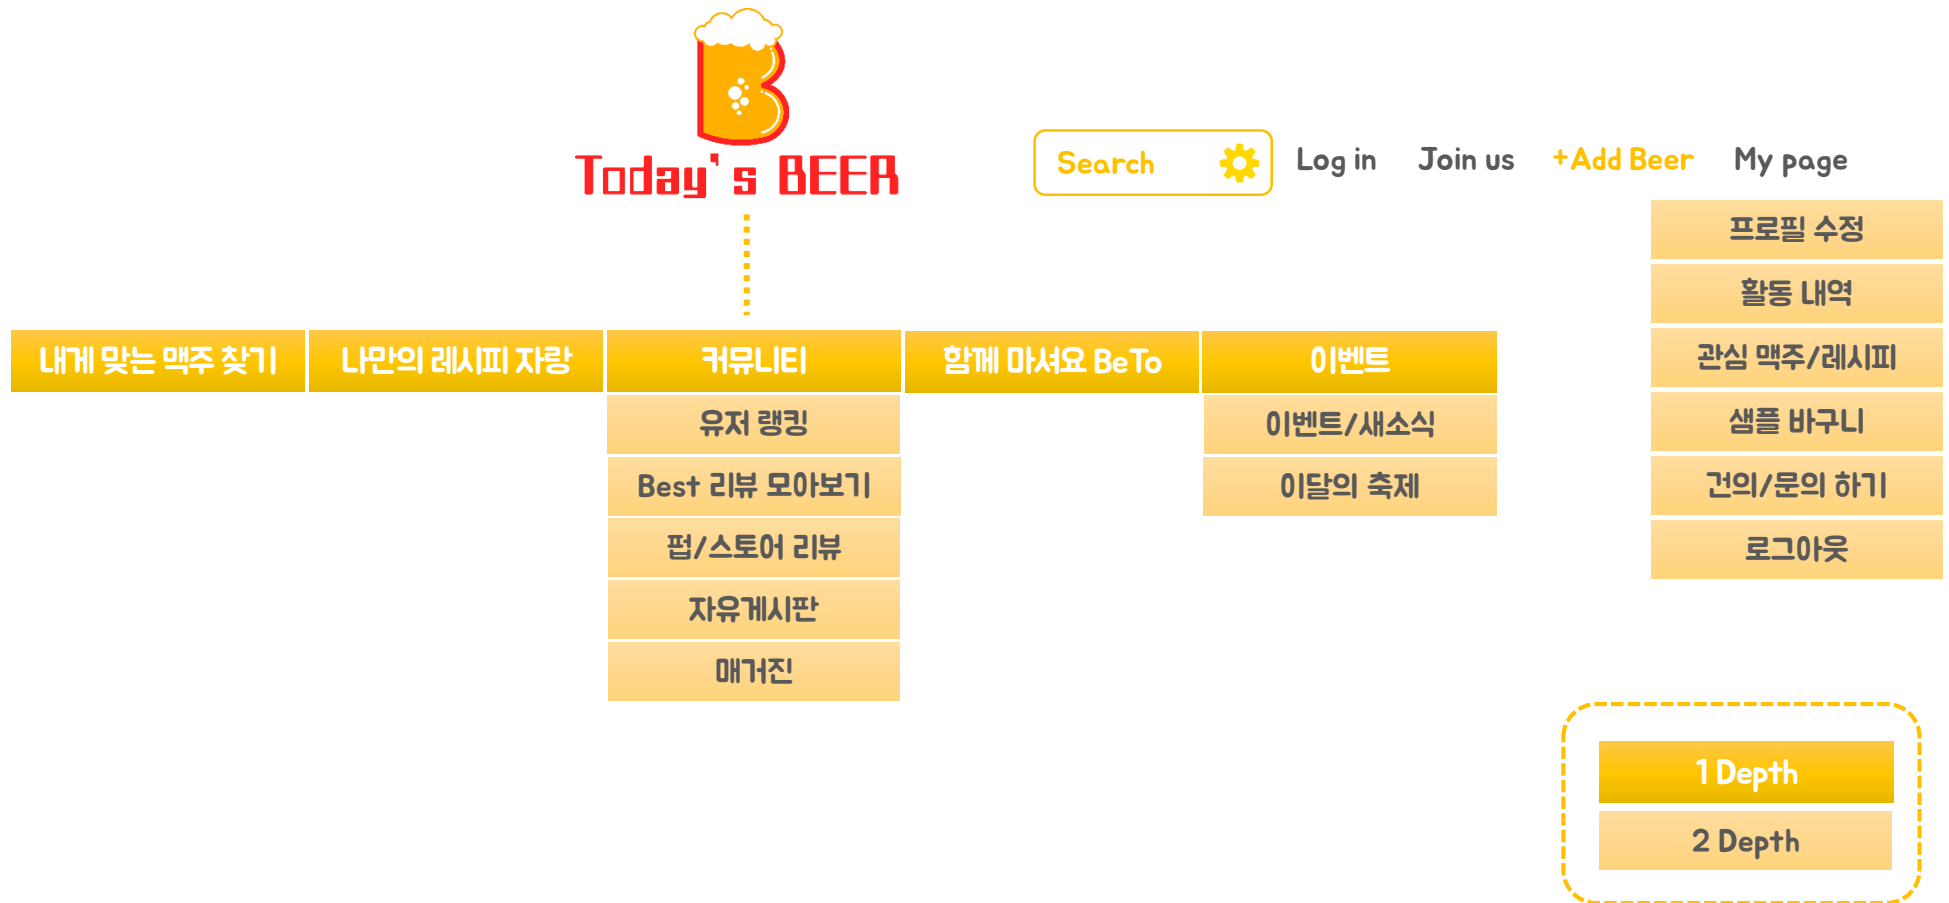 Today's BEER
Search
Log in
Join us
+Add Beer
My page
프로필 수정
활동 내역
관심 맥주/레시피
샘플 바구니
건의/문의 하기
로그아웃
내게 맞는 맥주 찾기
나만의 레시피 자랑
커뮤니티
유저 랭킹
Best 리뷰 모아보기
펍/스토어 리뷰
자유게시판
매거진
함께 마셔요 BeTo
이벤트
이벤트/새소식
이달의 축제
1 Depth
2 Depth